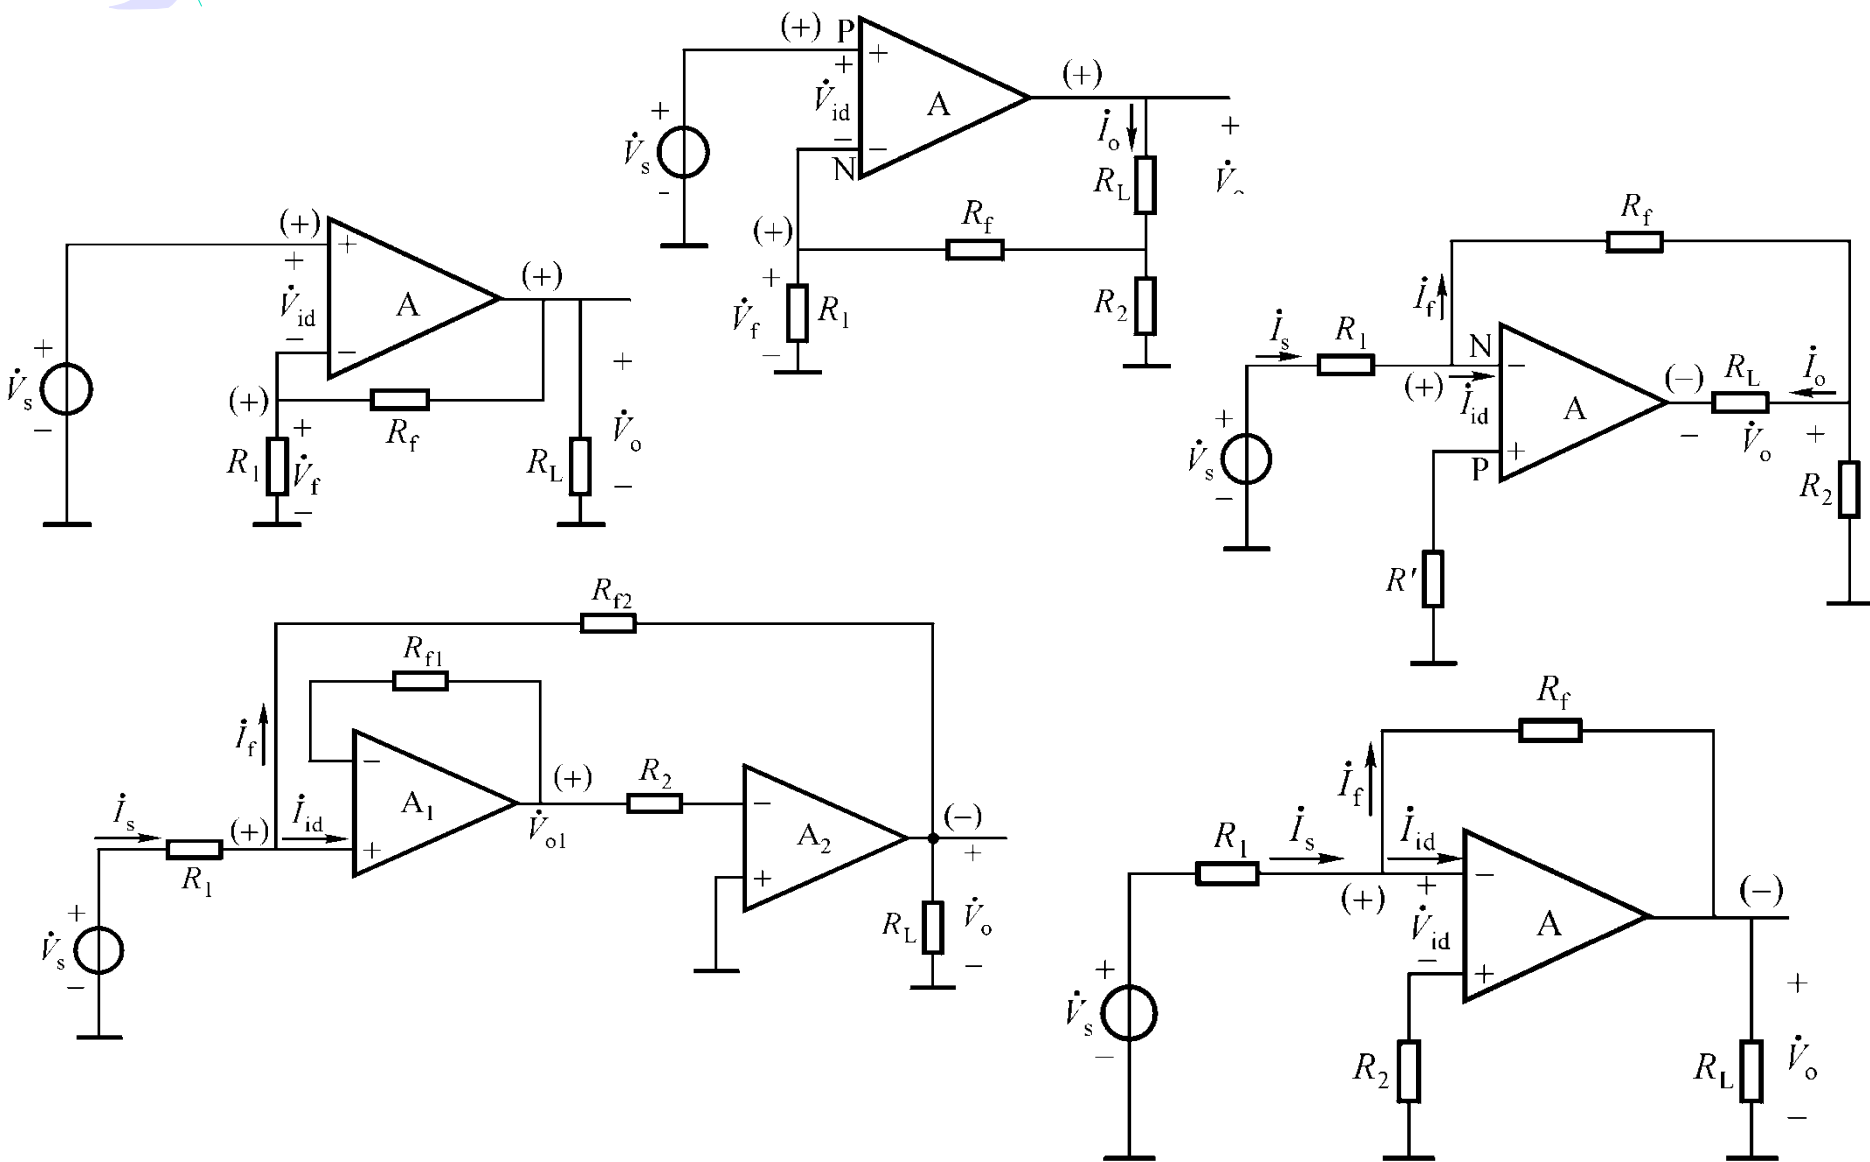 (+) P
+
+
V̇id
−
−
N
A
(+)
İo
+
V̇s
−
+
RL
V̇o
Rf
(+)
+
V̇f
−
R1
R2
(+)
+
+
V̇id
−
−
A
(+)
+
V̇s
−
(+)
Rf
R1
+
V̇f
−
RL
+
V̇o
−
Rf
İf
İs
R1
N
−
(+)
İid
A
(−)
RL
İo
−
V̇o
+
+
V̇s
−
P
+
R2
R′
Rf2
Rf1
İf
−
A1
(+)
R2
−
İs
(+)
İid
V̇o1
A2
(−)
R1
+
+
+
+
V̇s
−
RL
V̇o
−
Rf
İf
R1
İs
İid
−
(+)
+
V̇id
−
A
(−)
+
+
V̇s
−
+
R2
RL
V̇o
−